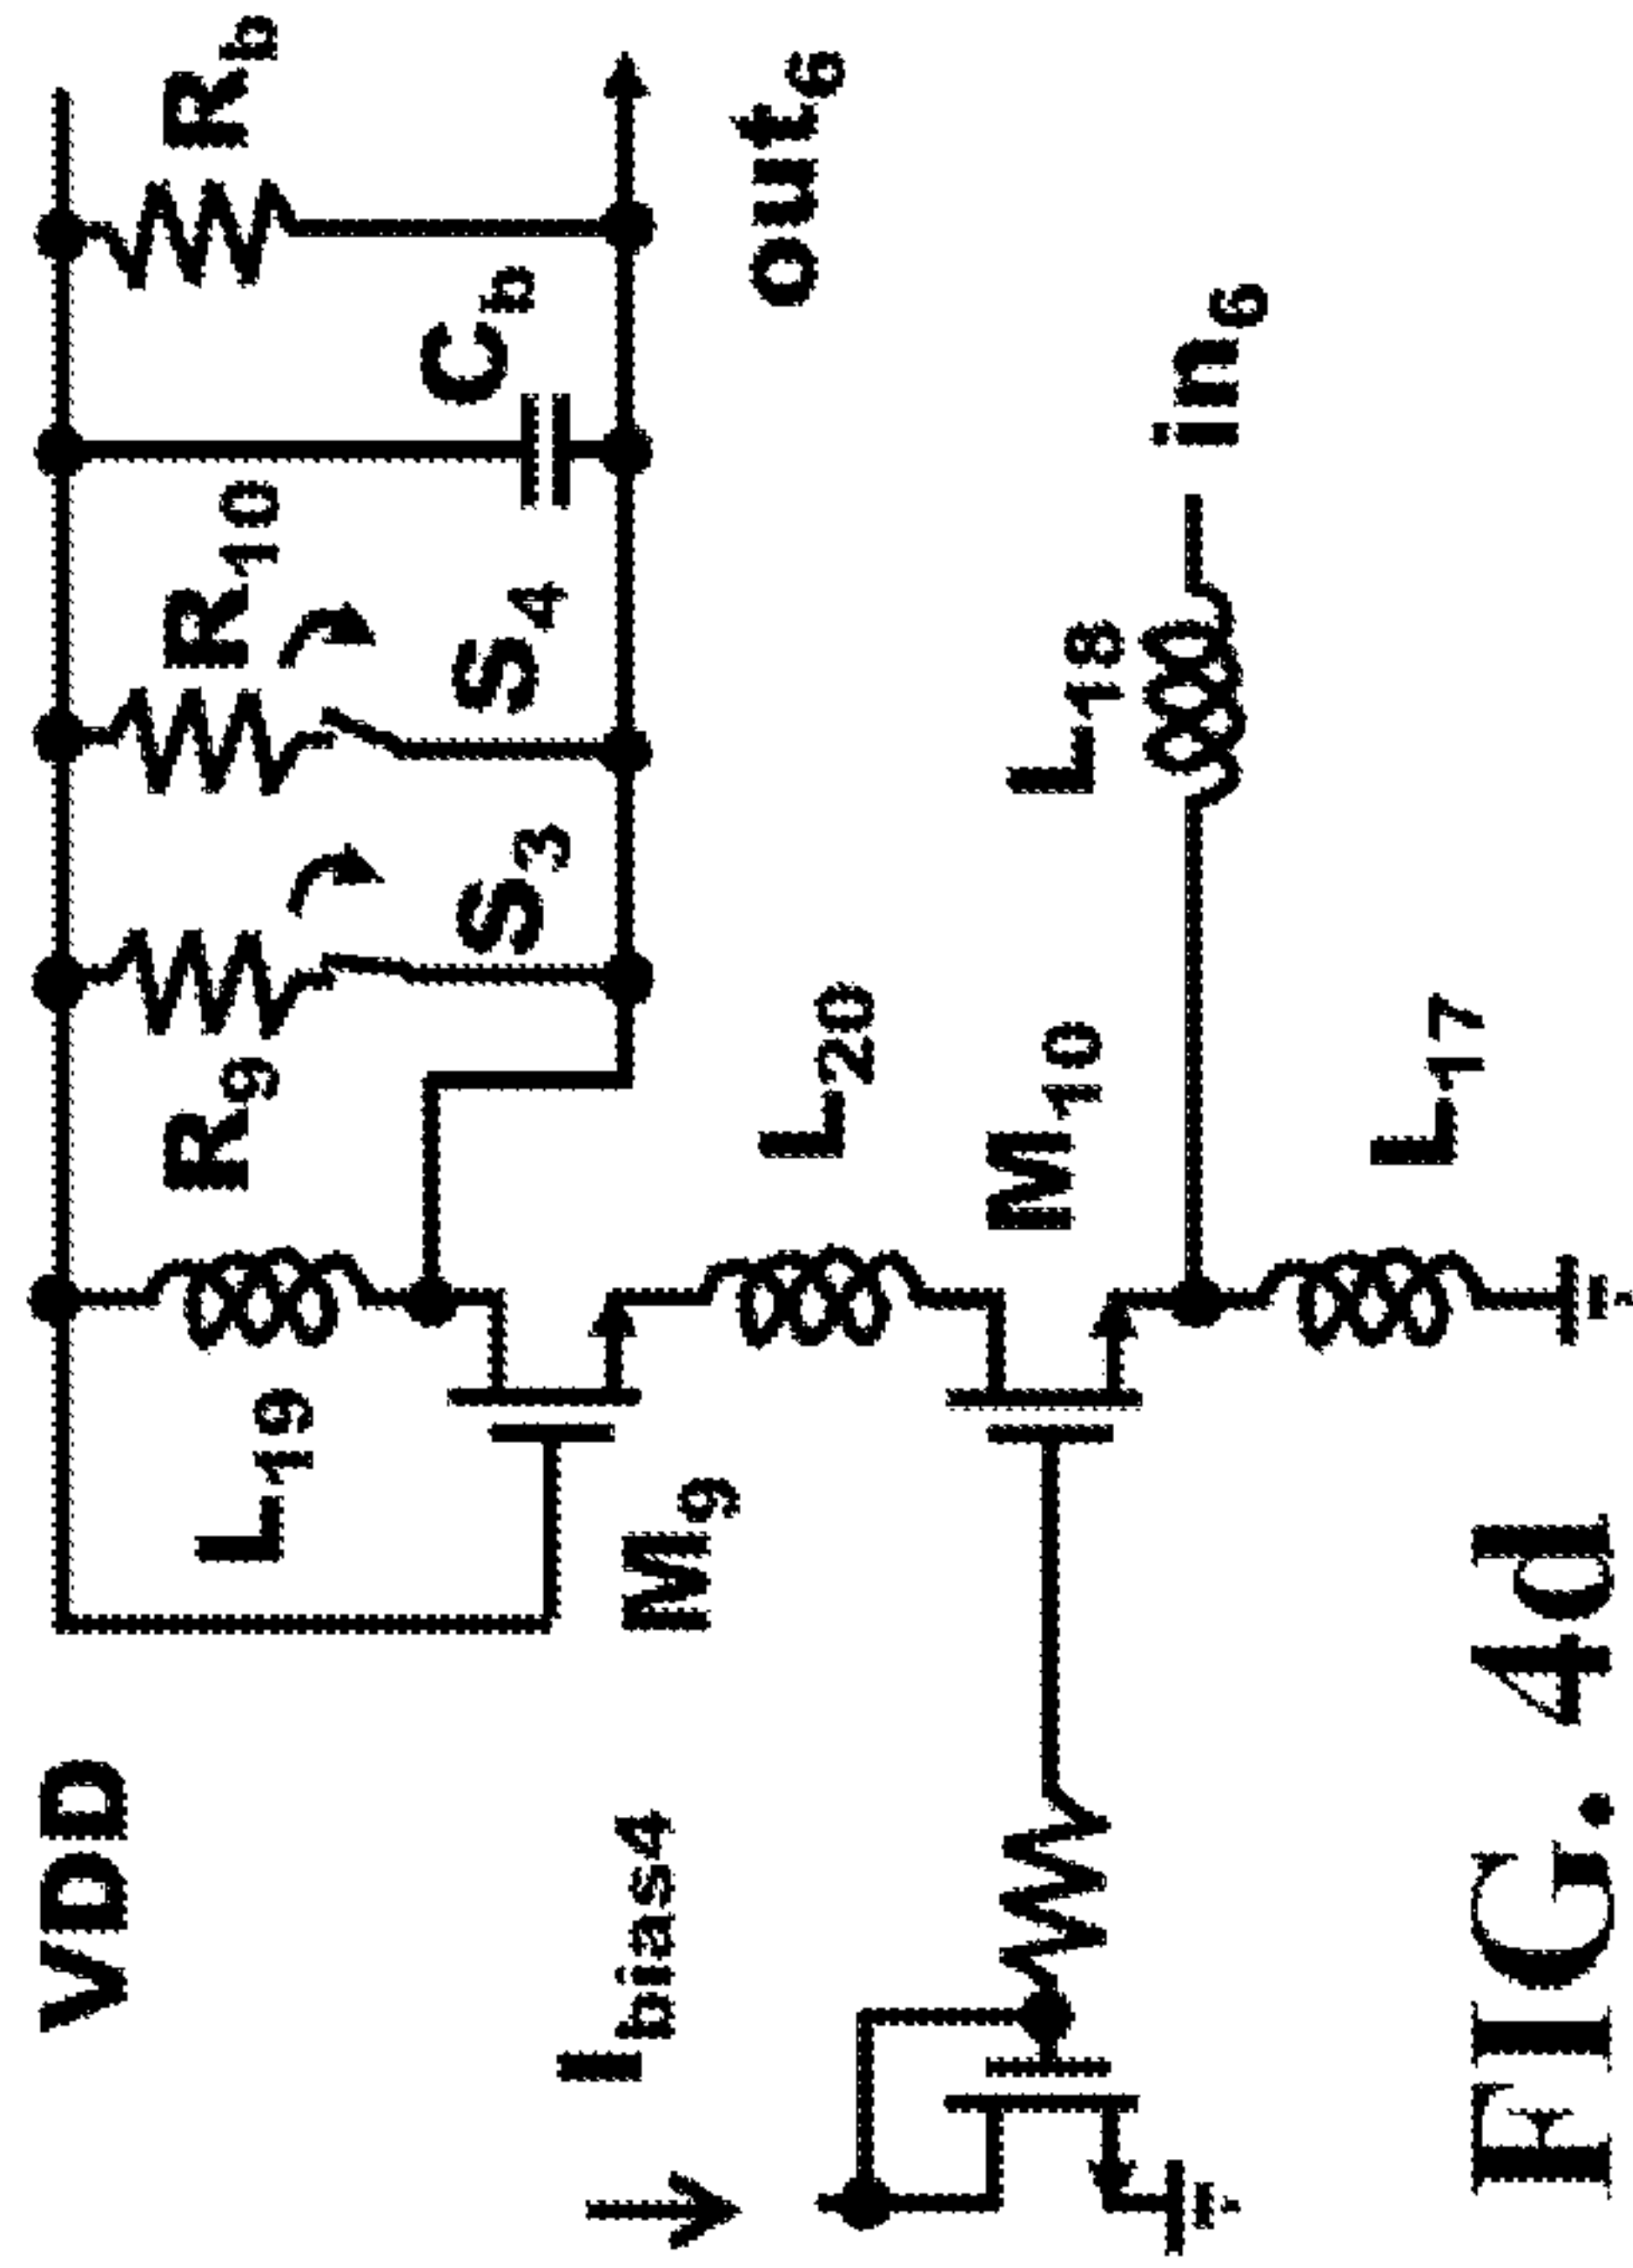 VDD
R9 R10 Rb
L19
Cb
S3 S4
Ibias4
M9
L20 out6
M10 L18
in6
L17
FIG. 4d